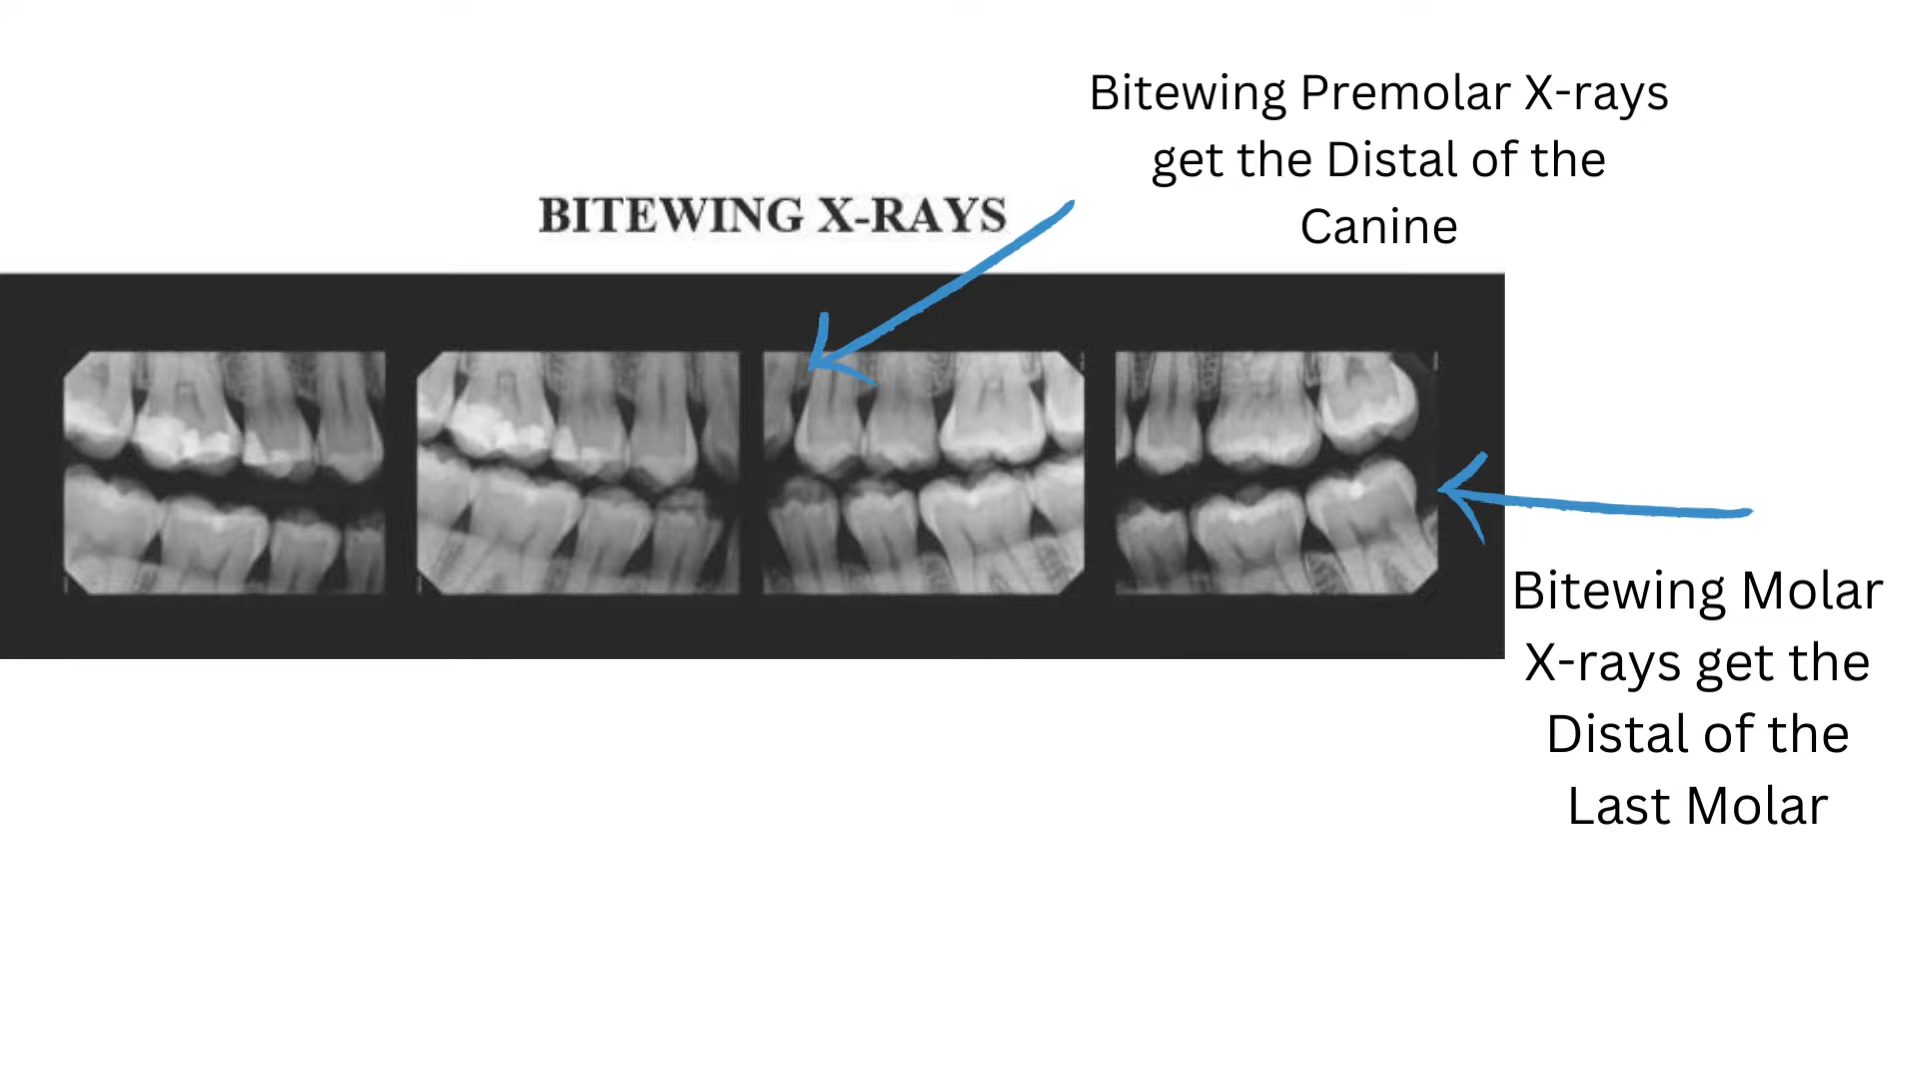 Bitewing Premolar X-rays
get the Distal of the
Canine
BITEWING X-RAYS
Bitewing Molar
X-rays get the
Distal of the
Last Molar